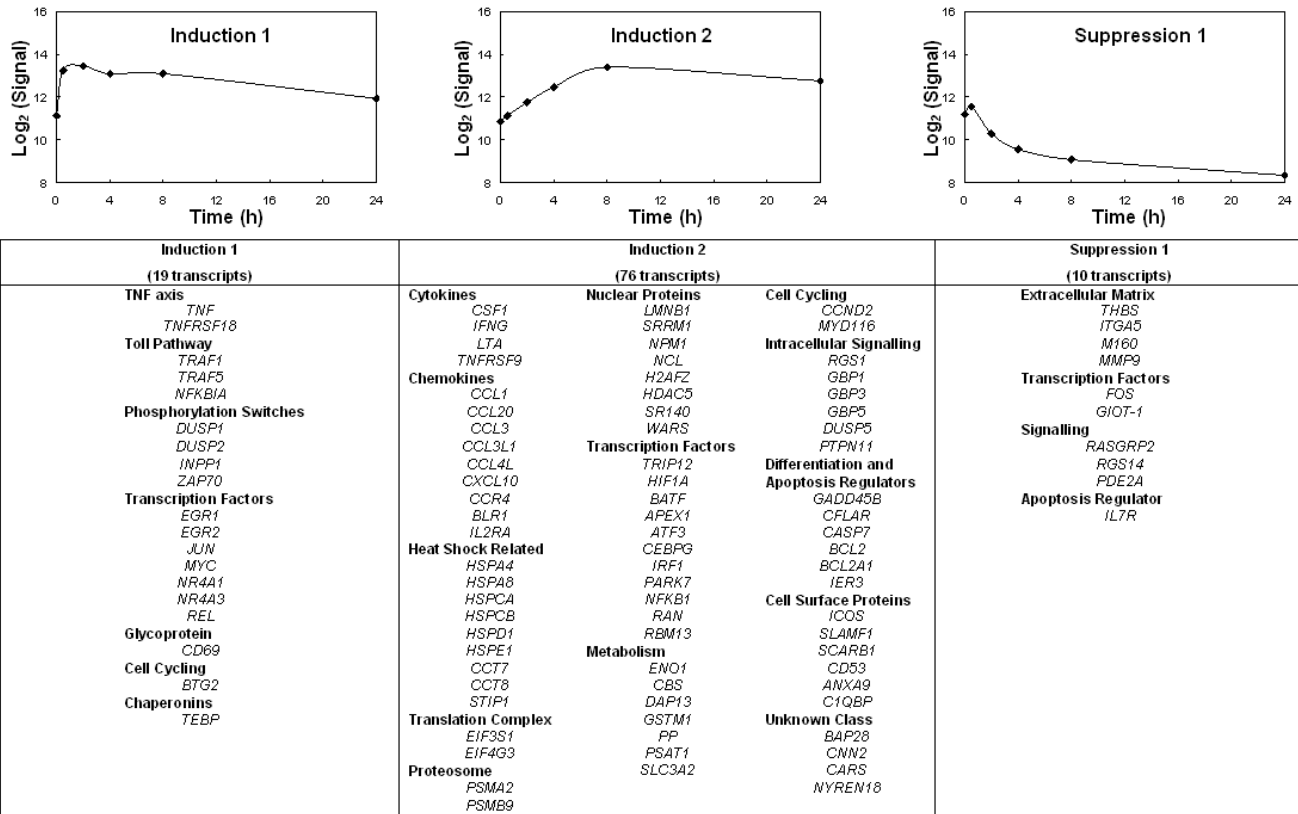 Induction 1
Log2 (Signal)
16
14
12
10
8
0 4 8 12 16 20 24
Time (h)
Induction 2
Log2 (Signal)
16
14
12
10
8
0 4 8 12 16 20 24
Time (h)
Suppression 1
Log2 (Signal)
16
14
12
10
8
0 4 8 12 16 20 24
Time (h)
Induction 1
(19 transcripts)
TNF axis
TNF
TNFRSF18
Toll Pathway
TRAF1
TRAF5
NFKBIA
Phosphorylation Switches
DUSP1
DUSP2
INPP1
ZAP70
Transcription Factors
EGR1
EGR2
JUN
MYC
NR4A1
NR4A3
REL
Glycoprotein
CD69
Cell Cycling
BTG2
Chaperonins
TEBP
Induction 2
(76 transcripts)
Cytokines
CSF1
IFNG
LTA
TNFRSF9
Chemokines
CCL1
CCL20
CCL3
CCL3L1
CCL4L
CXCL10
CCR4
BLR1
IL2RA
Heat Shock Related
HSPA4
HSPA8
HSPCA
HSPCB
HSPD1
HSPE1
CCT7
CCT8
STIP1
Translation Complex
EIF3S1
EIF4G3
Proteosome
PSMA2
PSMB9
Nuclear Proteins
LMNB1
SRRM1
NPM1
NCL
H2AFZ
HDAC5
SR140
WARS
Transcription Factors
TRIP12
HIF1A
BATF
APEX1
ATF3
CEBPG
IRF1
PARK7
NFKB1
RAN
RBM13
Metabolism
ENO1
CBS
DAP13
GSTM1
PP
PSAT1
SLC3A2
Cell Cycling
CCND2
MYD116
Intracellular Signalling
RGS1
GBP1
GBP3
GBP5
DUSP5
PTPN11
Differentiation and
Apoptosis Regulators
GADD45B
CFLAR
CASP7
BCL2
BCL2A1
IER3
Cell Surface Proteins
ICOS
SLAMF1
SCARB1
CD53
ANXA9
C1QBP
Unknown Class
BAP28
CNN2
CARS
NYREN18
Suppression 1
(10 transcripts)
Extracellular Matrix
THBS
ITGA5
M160
MMP9
Transcription Factors
FOS
GIOT-1
Signalling
RASGRP2
RGS14
PDE2A
Apoptosis Regulator
IL7R